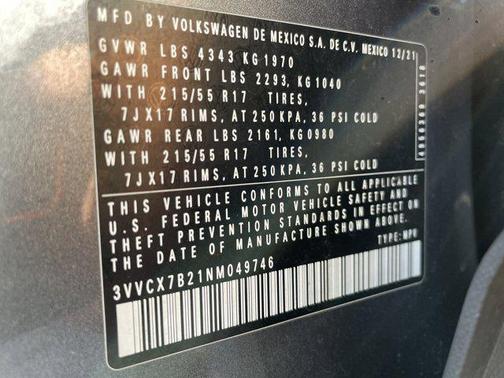 MFD BY VOLKSWAGEN DE MEXICO S.A. DE C.V. MEXICO 12/21
GVWR LBS 4343 KG1970
GAWR FRONT LBS 2293, KG1040
WITH 215/55 R17 TIRES,
7JX17 RIMS, AT 250 KPA, 36 PSI COLD
GAWR REAR LBS 2161, KG0980
WITH 215/55 R17 TIRES,
7JX17 RIMS, AT 250 KPA, 36 PSI COLD
THIS VEHICLE CONFORMS TO ALL APPLICABLE
U.S. FEDERAL MOTOR VEHICLE SAFETY AND
THEFT PREVENTION STANDARDS IN EFFECT ON
THE DATE OF MANUFACTURE SHOWN ABOVE.
TYPE: MPV
3VVCX7B21NM049746